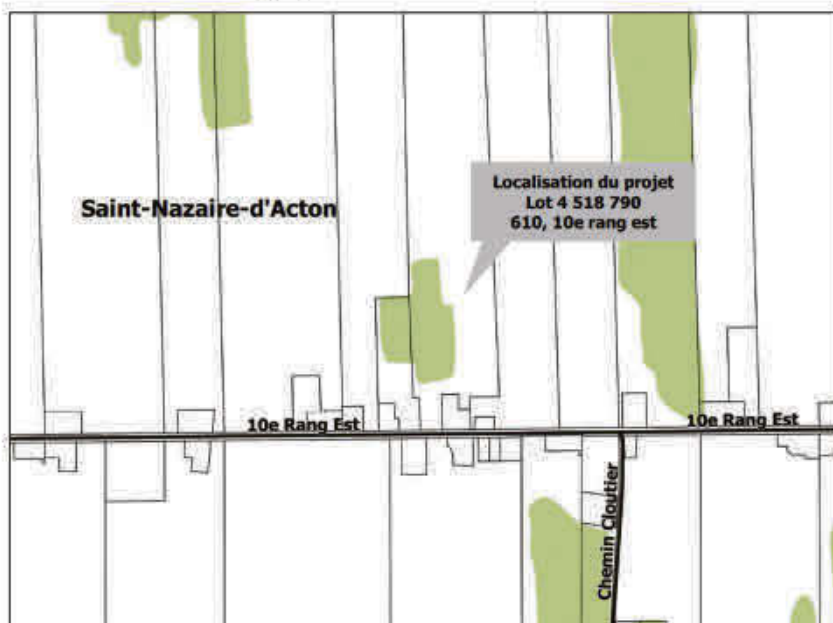 Localisation du projet
Lot 4 518 790
610, 10e rang est
Saint-Nazaire-d'Acton
10e Rang Est
10e Rang Est
Chemin Cloutier